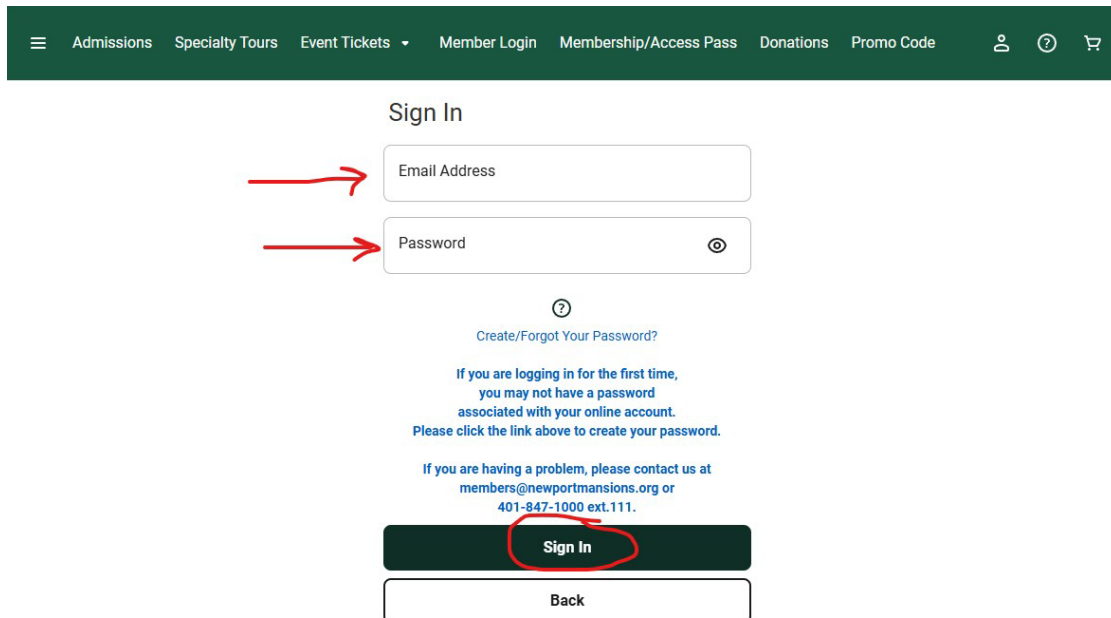 Admissions Specialty Tours Event Tickets Member Login Membership/Access Pass Donations Promo Code
Sign In
Email Address
Password
Create/Forgot Your Password?
If you are logging in for the first time,
you may not have a password
associated with your online account.
Please click the link above to create your password.
If you are having a problem, please contact us at
members@newportmansions.org or
401-847-1000 ext.111.
Sign In
Back